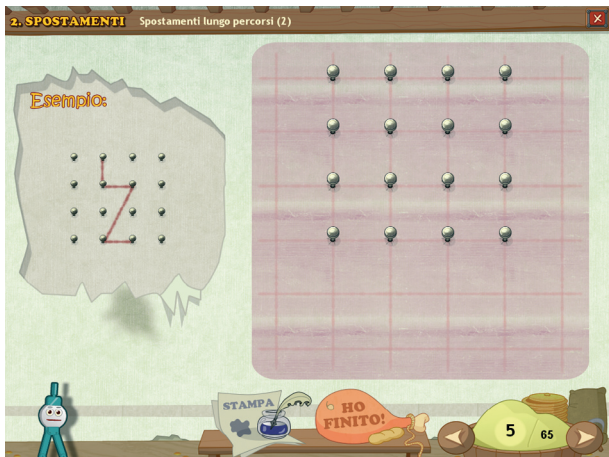 2. SPOSTAMENTI Spostamenti lungo percorsi (2)
Esempio:
STAMPA
HO
FINITO!
5
65